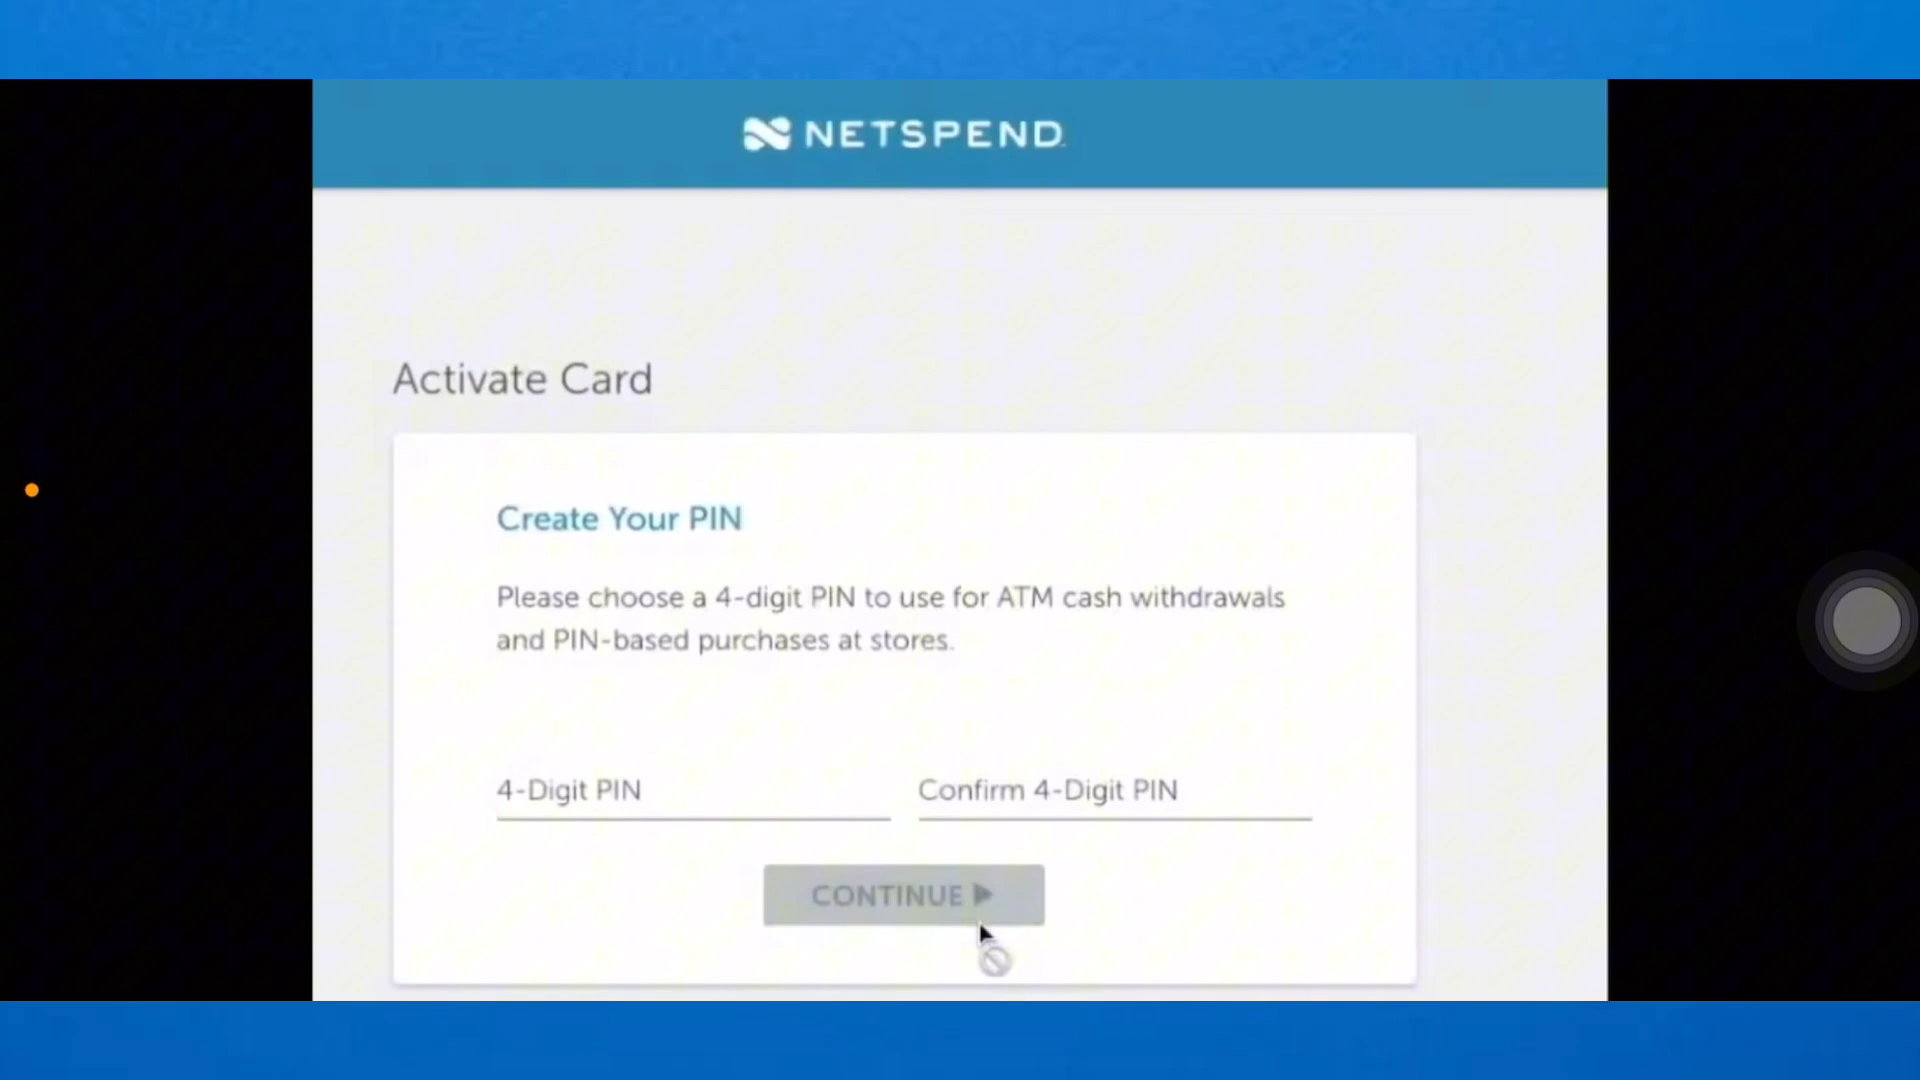 NETSPEND
Activate Card
Create Your PIN
Please choose a 4-digit PIN to use for ATM cash withdrawals
and PIN-based purchases at stores.
4-Digit PIN
Confirm 4-Digit PIN
CONTINUE